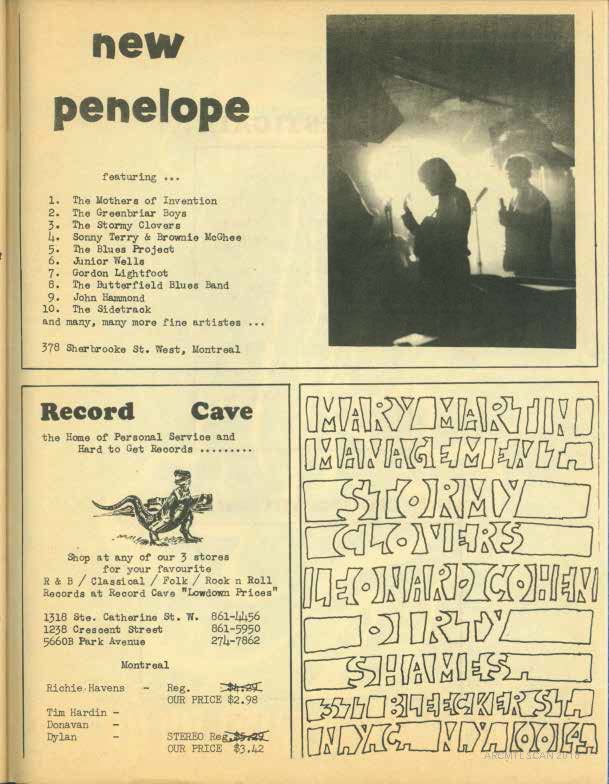 new
penelope
featuring ...
1. The Mothers of Invention
2. The Greenbriar Boys
3. The Stormy Clovers
4. Sonny Terry & Brownie McGhee
5. The Blues Project
6. Junior Wells
7. Gordon Lightfoot
8. The Butterfield Blues Band
9. John Hammond
10. The Sidetrack
and many, many more fine artistes ...
378 Sherbrooke St. West, Montreal
Record Cave
the Home of Personal Service and
Hard to Get Records .........
Shop at any of our 3 stores
for your favourite
R & B / Classical / Folk / Rock n Roll
Records at Record Cave "Lowdown Prices"
1318 Ste. Catherine St. W. 861-4456
1238 Crescent Street 861-5950
5660B Park Avenue 274-7862
Montreal
Richie Havens - Reg. $4.29
OUR PRICE $2.98
Tim Hardin -
Donavan -
Dylan - STEREO Reg. $5.29
OUR PRICE $3.42
MARY MARTIN
MANAGEMENT
STORMY
CLOVERS
LEONARD COHEN
DIRTY
SHAMES
357 BLEECKER ST.
NYC. NY 10014
ARCMTL SCAN 2018